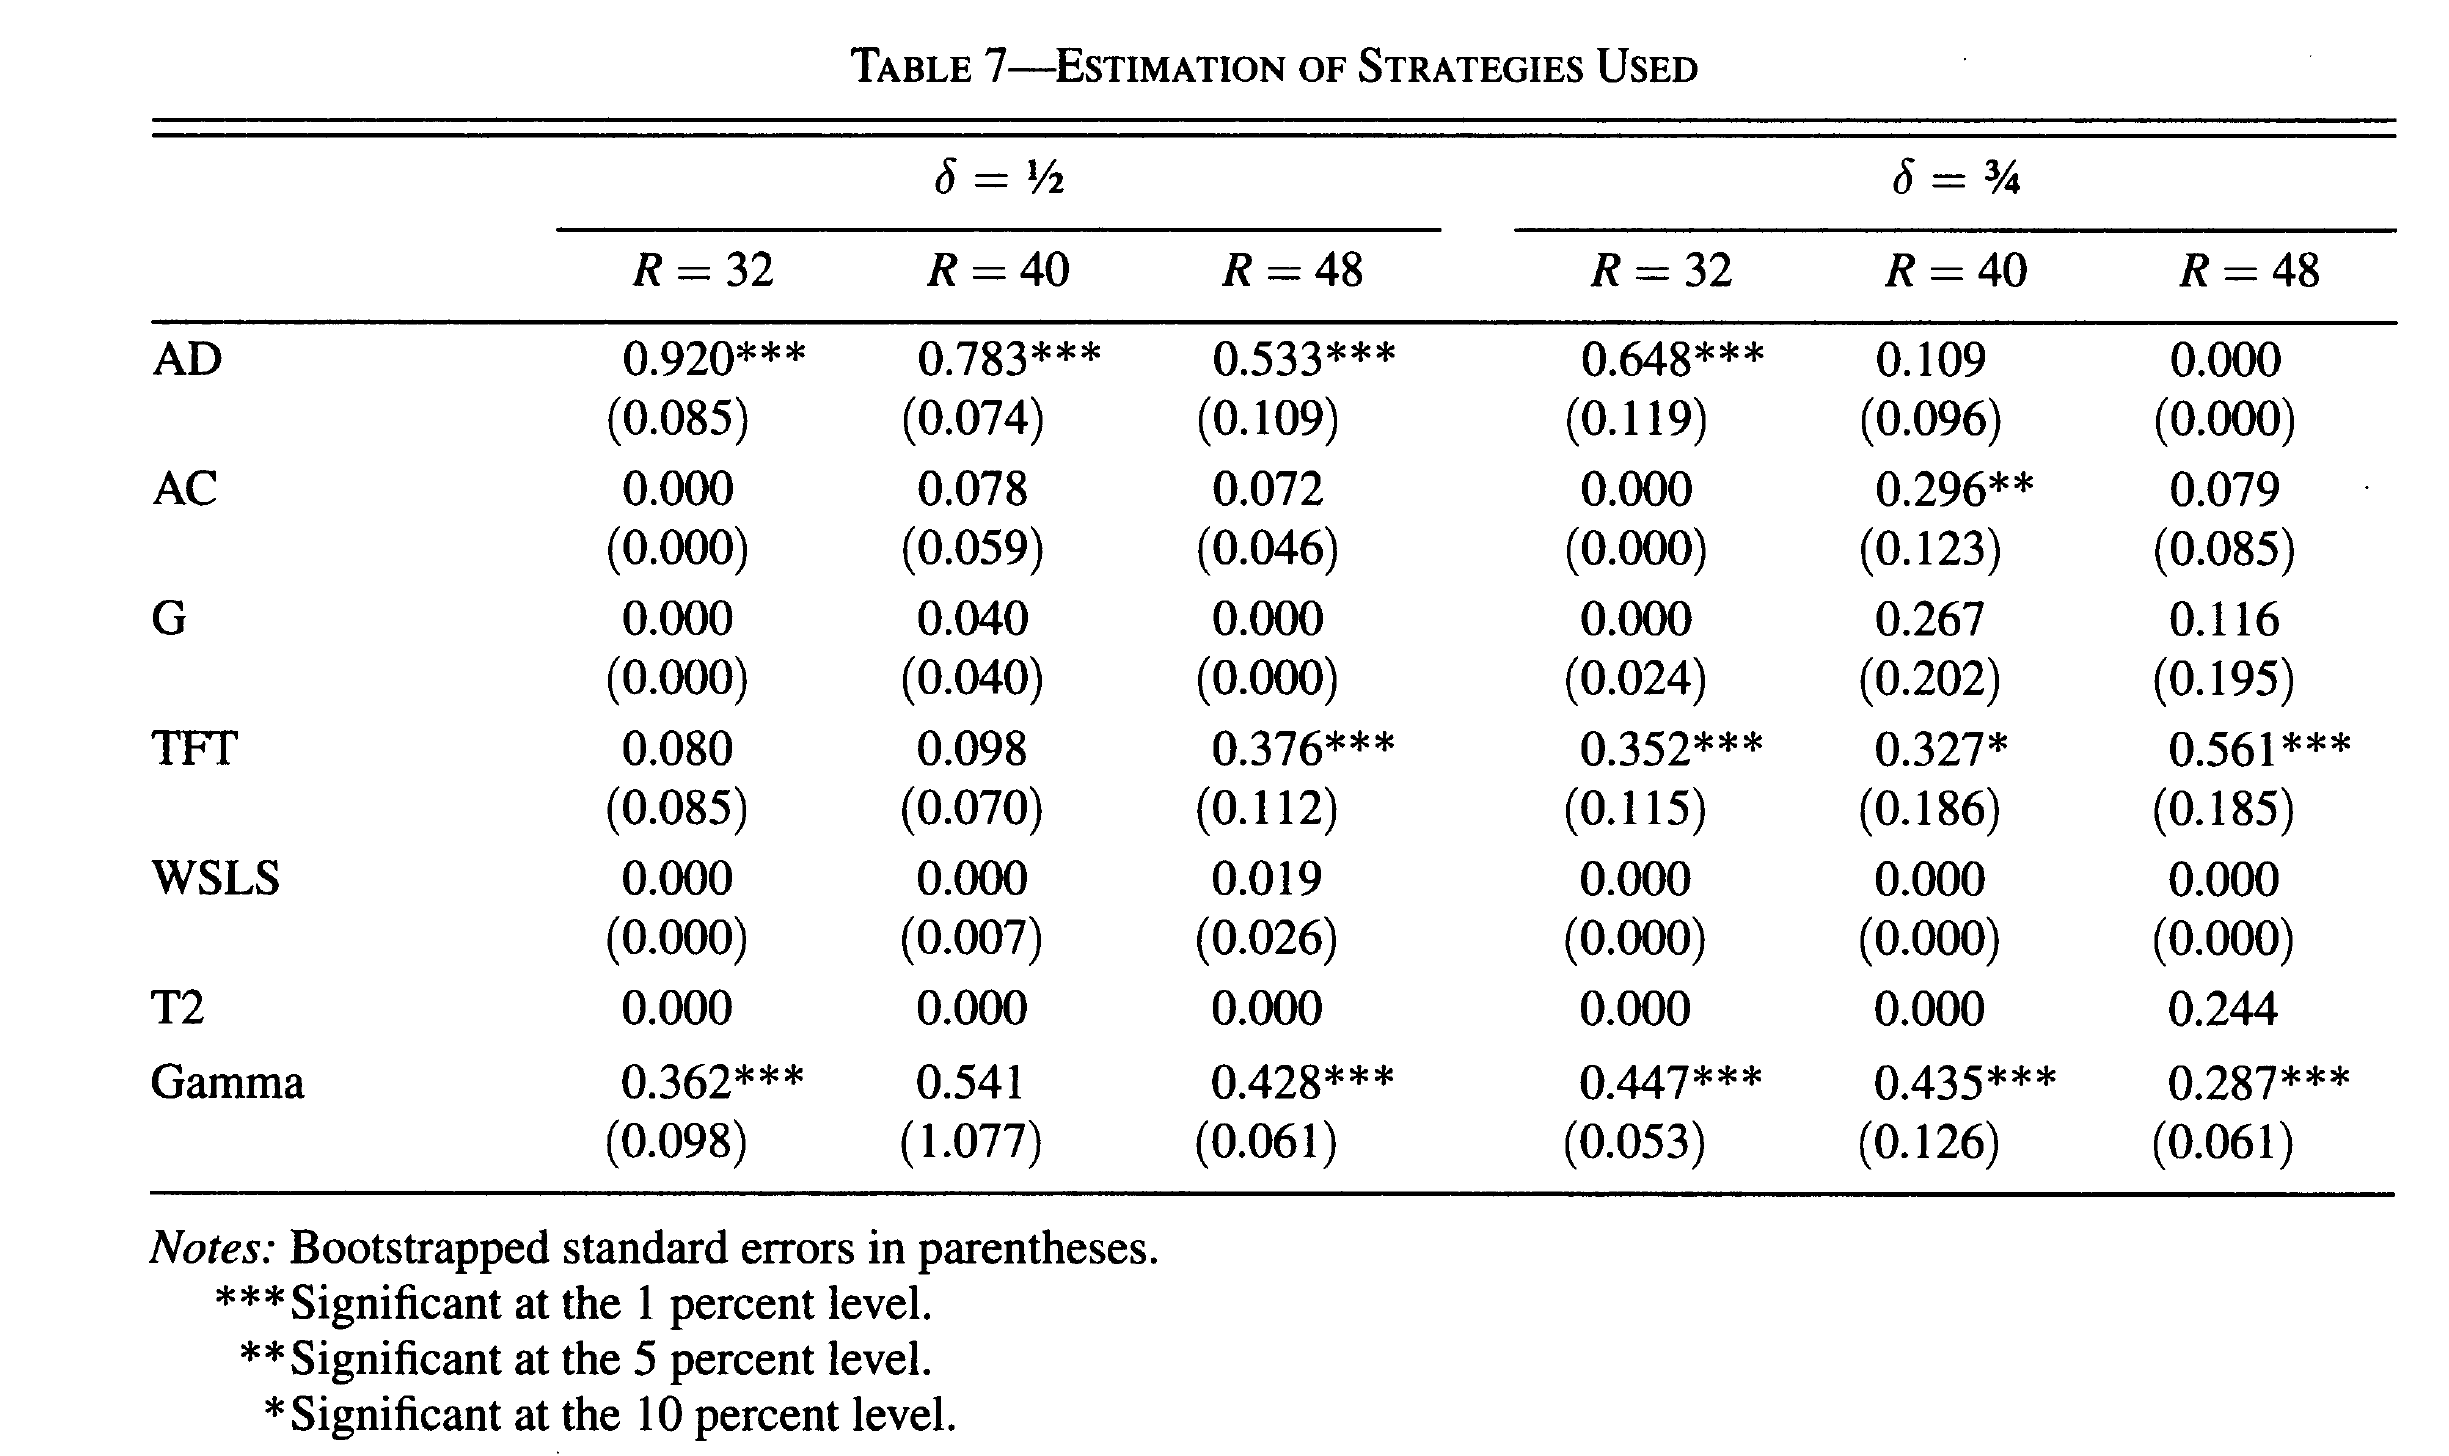 TABLE 7—ESTIMATION OF STRATEGIES USED
δ = ½ δ = ¾
R = 32 R = 40 R = 48 R = 32 R = 40 R = 48
AD 0.920*** 0.783*** 0.533*** 0.648*** 0.109 0.000
(0.085) (0.074) (0.109) (0.119) (0.096) (0.000)
AC 0.000 0.078 0.072 0.000 0.296** 0.079
(0.000) (0.059) (0.046) (0.000) (0.123) (0.085)
G 0.000 0.040 0.000 0.000 0.267 0.116
(0.000) (0.040) (0.000) (0.024) (0.202) (0.195)
TFT 0.080 0.098 0.376*** 0.352*** 0.327* 0.561***
(0.085) (0.070) (0.112) (0.115) (0.186) (0.185)
WSLS 0.000 0.000 0.019 0.000 0.000 0.000
(0.000) (0.007) (0.026) (0.000) (0.000) (0.000)
T2 0.000 0.000 0.000 0.000 0.000 0.244
Gamma 0.362*** 0.541 0.428*** 0.447*** 0.435*** 0.287***
(0.098) (1.077) (0.061) (0.053) (0.126) (0.061)
Notes: Bootstrapped standard errors in parentheses.
***Significant at the 1 percent level.
**Significant at the 5 percent level.
*Significant at the 10 percent level.